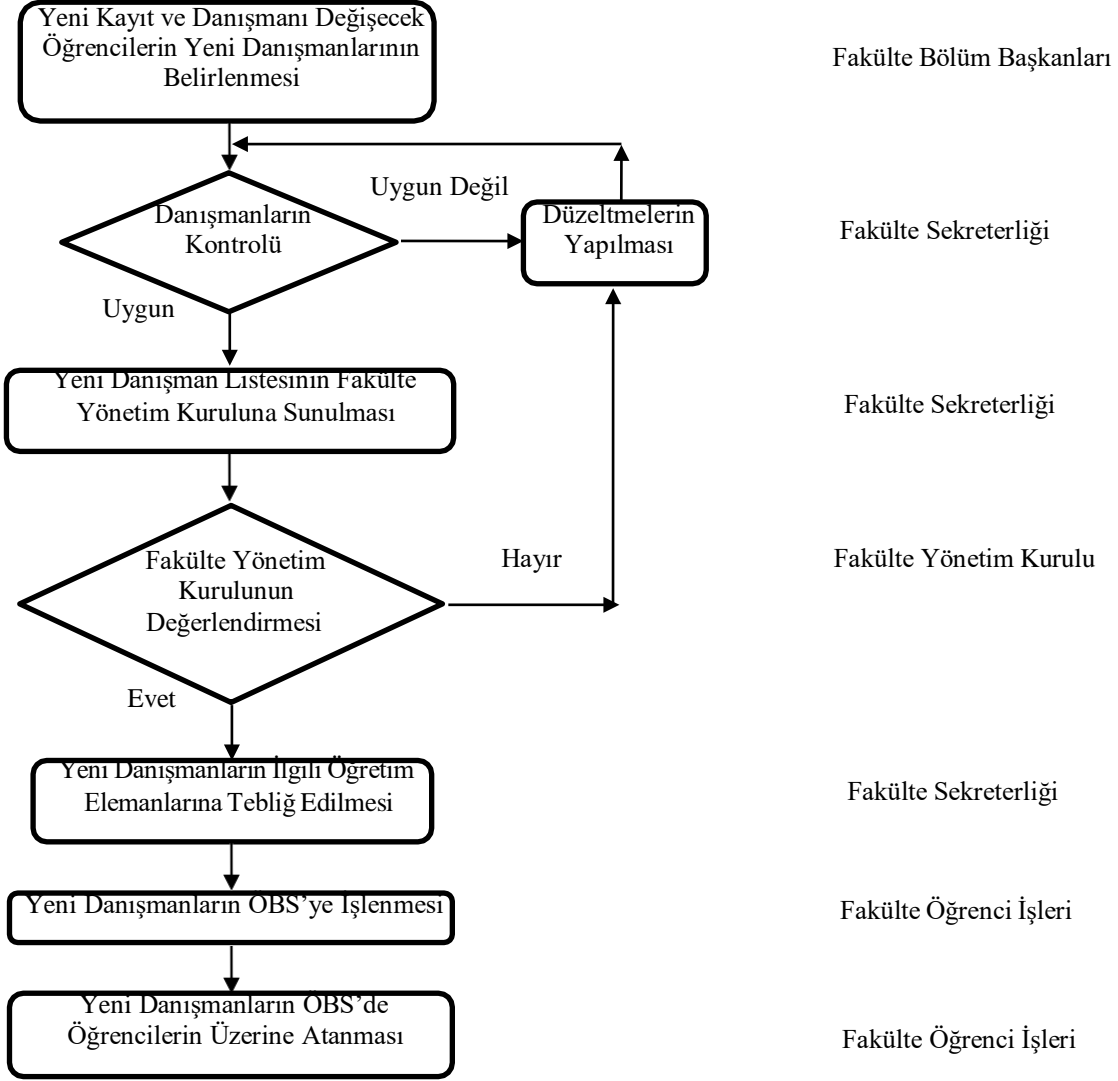 Yeni Kayıt ve Danışmanı Değişecek
Öğrencilerin Yeni Danışmanlarının
Belirlenmesi
Fakülte Bölüm Başkanları
Uygun Değil
Danışmanların
Kontrolü
Düzeltmelerin
Yapılması
Fakülte Sekreterliği
Uygun
Yeni Danışman Listesinin Fakülte
Yönetim Kuruluna Sunulması
Fakülte Sekreterliği
Fakülte Yönetim
Kurulunun
Değerlendirmesi
Hayır
Fakülte Yönetim Kurulu
Evet
Yeni Danışmanların İlgili Öğretim
Elemanlarına Tebliğ Edilmesi
Fakülte Sekreterliği
Yeni Danışmanların ÖBS’ye İşlenmesi
Fakülte Öğrenci İşleri
Yeni Danışmanların ÖBS’de
Öğrencilerin Üzerine Atanması
Fakülte Öğrenci İşleri